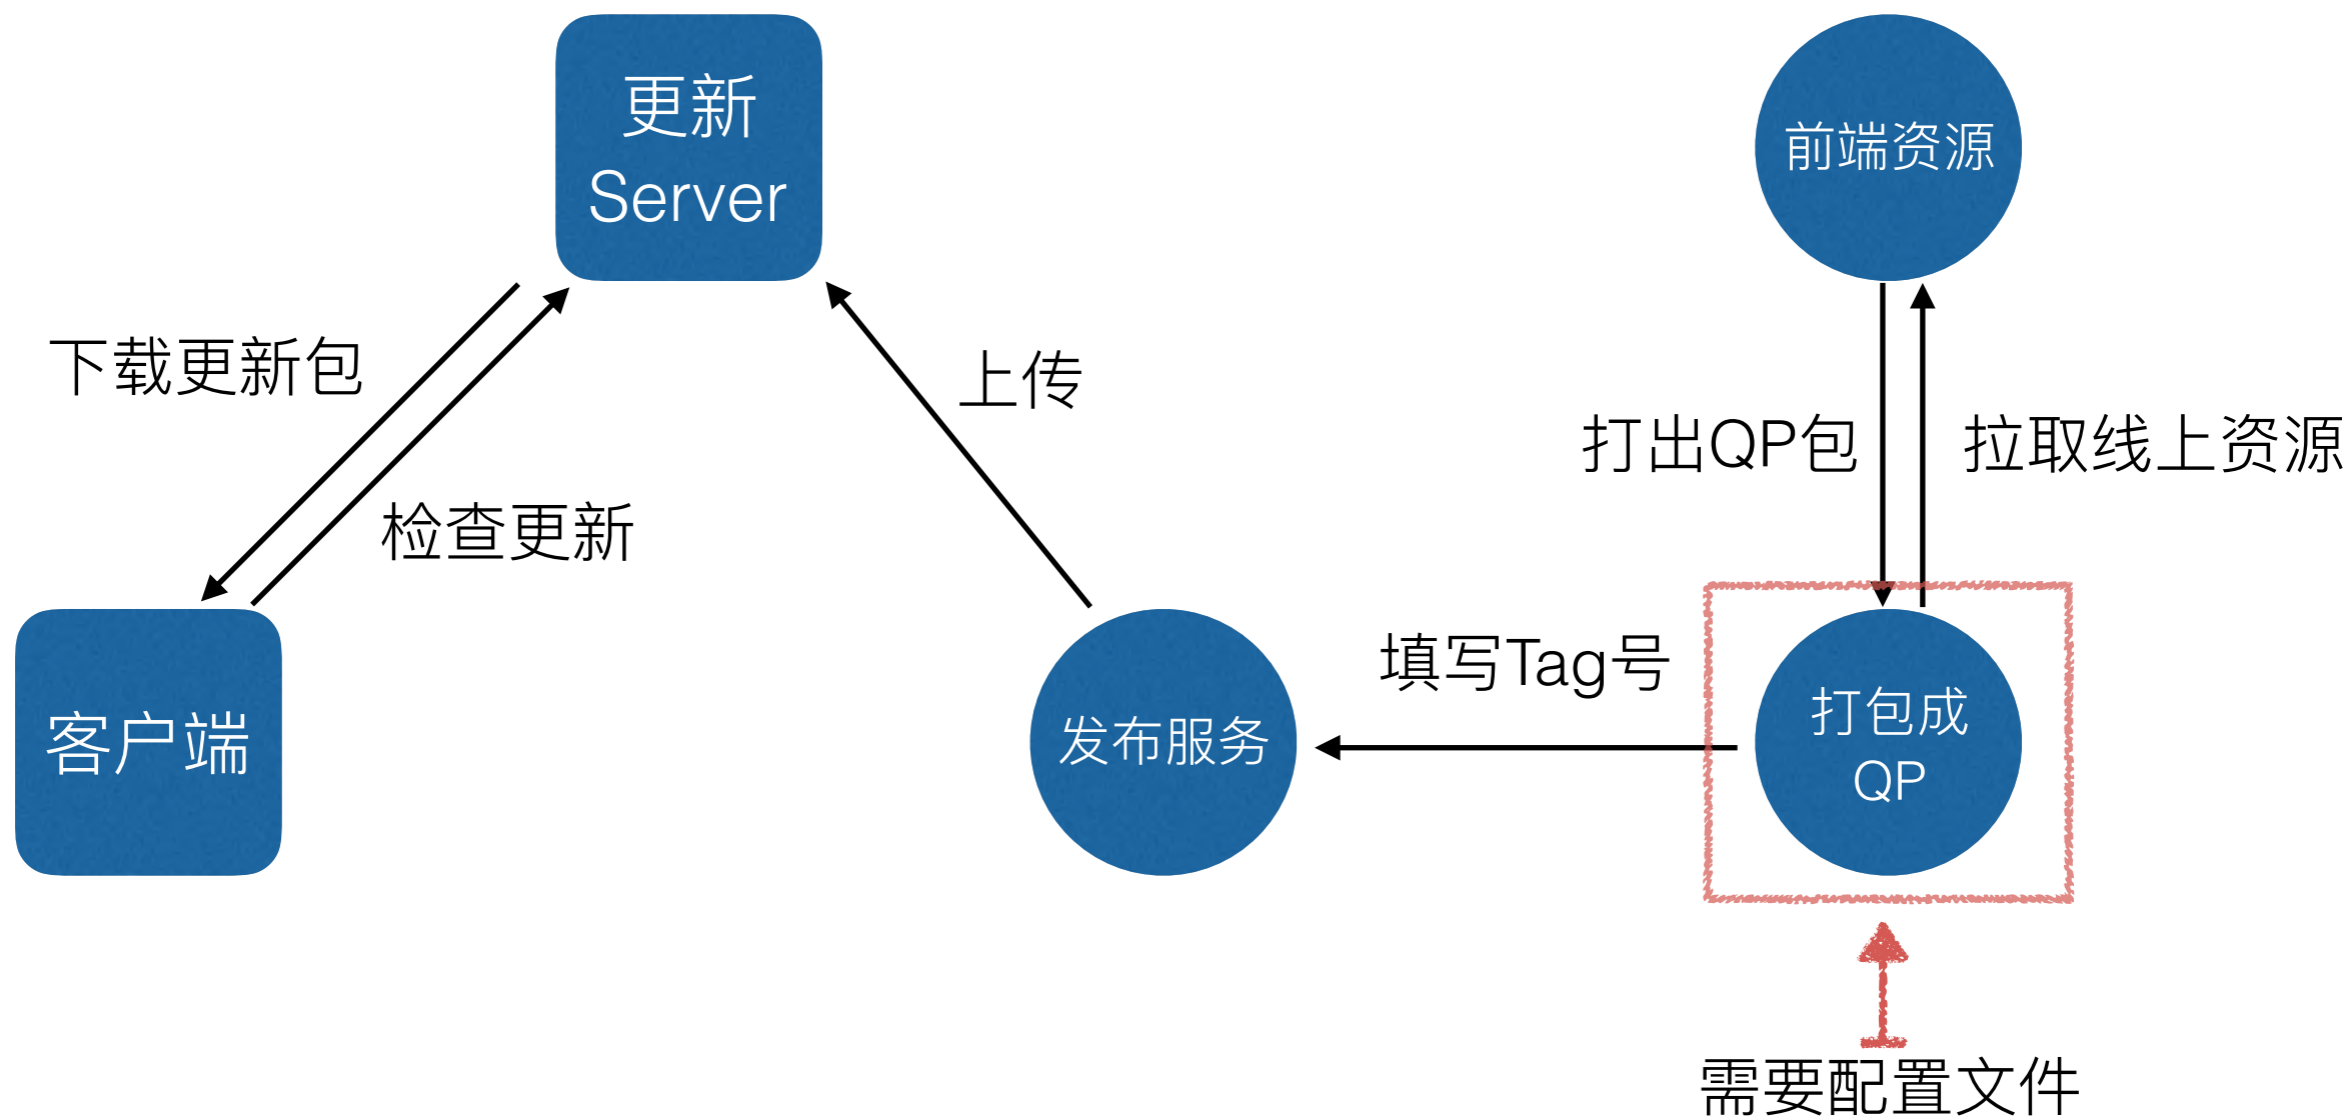 更新
Server
前端资源
下载更新包
上传
检查更新
打出QP包
拉取线上资源
填写Tag号
客户端
发布服务
打包成
QP
需要配置文件